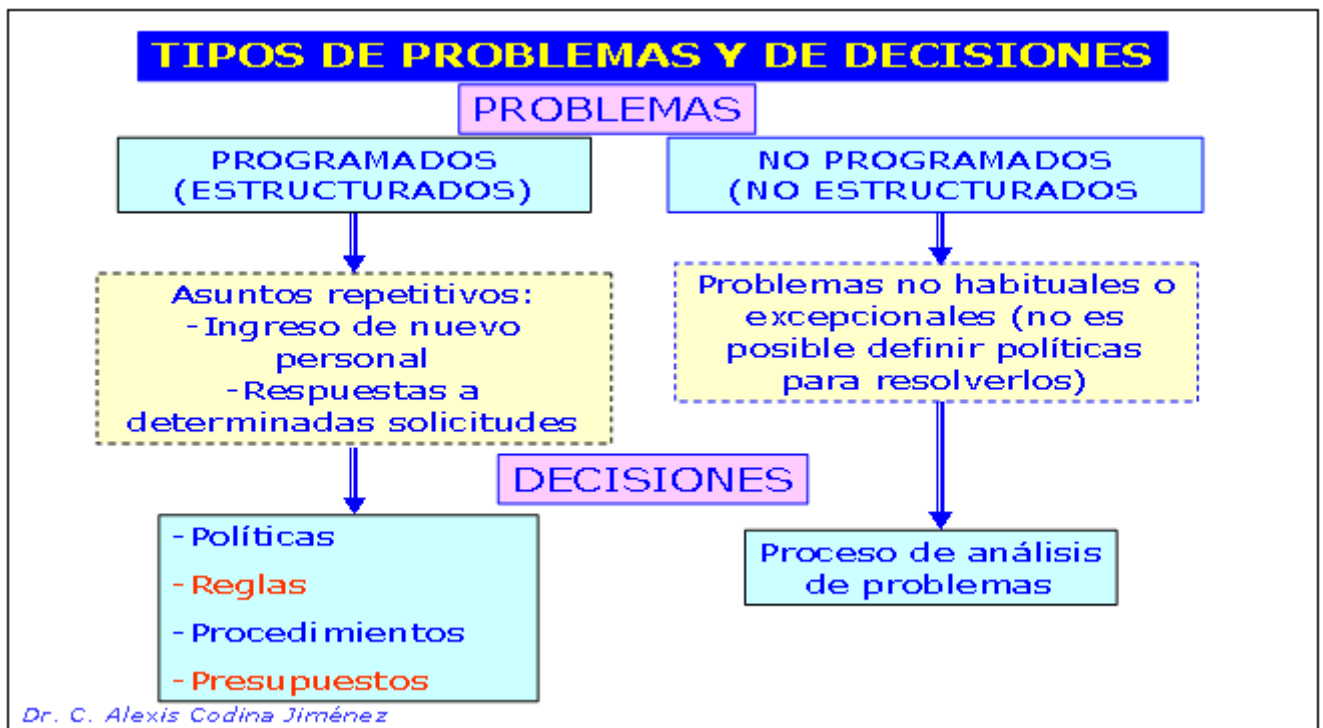 TIPOS DE PROBLEMAS Y DE DECISIONES
PROBLEMAS
PROGRAMADOS
(ESTRUCTURADOS)
NO PROGRAMADOS
(NO ESTRUCTURADOS
Asuntos repetitivos:
-Ingreso de nuevo
personal
-Respuestas a
determinadas solicitudes
Problemas no habituales o
excepcionales (no es
posible definir políticas
para resolverlos)
DECISIONES
-Políticas
-Reglas
-Procedimientos
-Presupuestos
Proceso de análisis
de problemas
Dr. C. Alexis Codina Jiménez